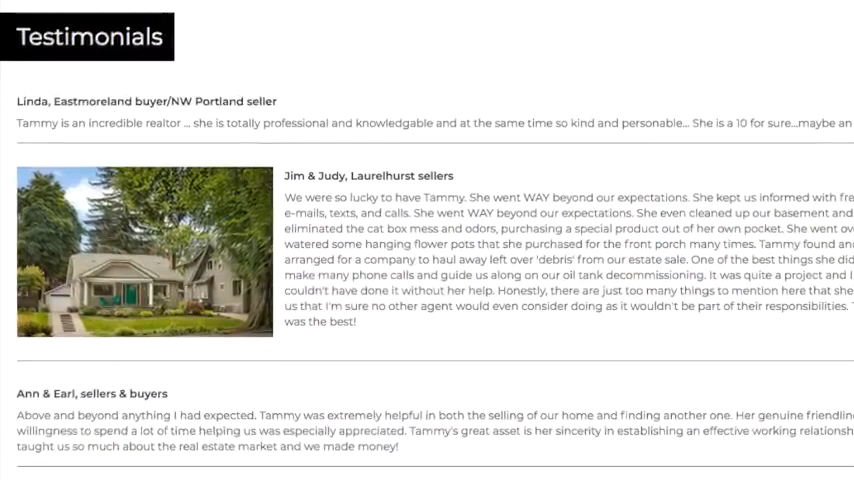 Testimonials
Linda, Eastmoreland buyer/NW Portland seller
Tammy is an incredible realtor ... she is totally professional and knowledgable and at the same time so kind and personable... She is a 10 for sure...maybe an
Jim & Judy, Laurelhurst sellers
We were so lucky to have Tammy. She went WAY beyond our expectations. She kept us informed with fre
e-mails, texts, and calls. She went WAY beyond our expectations. She even cleaned up our basement and
eliminated the cat box mess and odors, purchasing a special product out of her own pocket. She went ove
watered some hanging flower pots that she purchased for the front porch many times. Tammy found and
arranged for a company to haul away left over 'debris' from our estate sale. One of the best things she did
make many phone calls and guide us along on our oil tank decommissioning. It was quite a project and I
couldn't have done it without her help. Honestly, there are just too many things to mention here that she
us that I'm sure no other agent would even consider doing as it wouldn't be part of their responsibilities.
was the best!
Ann & Earl, sellers & buyers
Above and beyond anything I had expected. Tammy was extremely helpful in both the selling of our home and finding another one. Her genuine friendlin
willingness to spend a lot of time helping us was especially appreciated. Tammy's great asset is her sincerity in establishing an effective working relationsh
taught us so much about the real estate market and we made money!